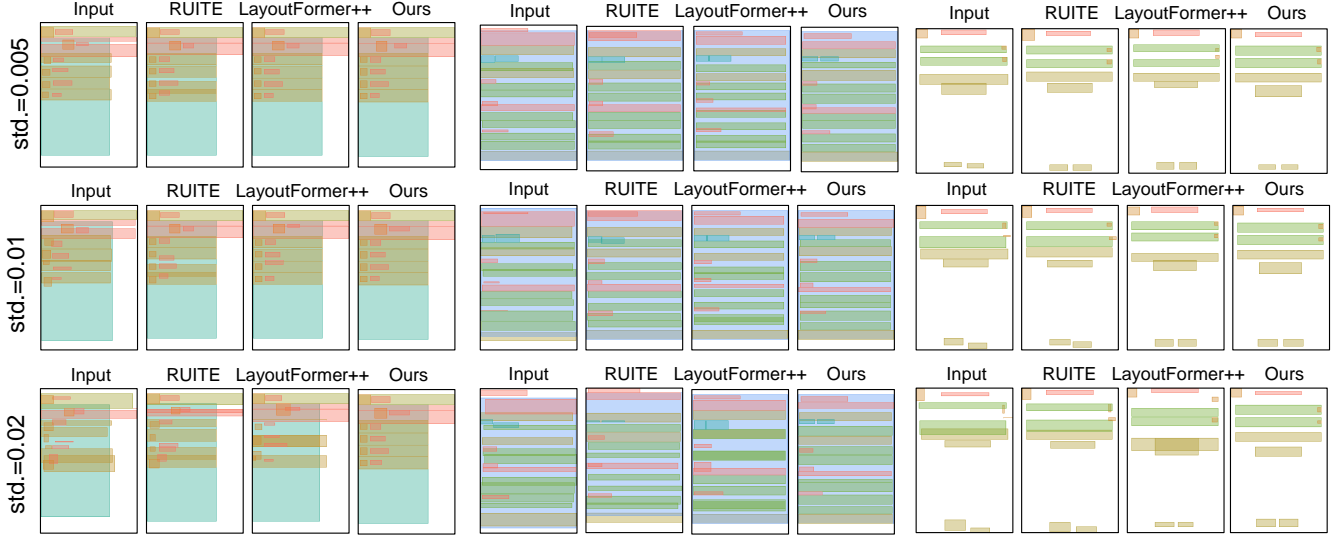 Input RUITE LayoutFormer++ Ours Input RUITE LayoutFormer++ Ours Input RUITE LayoutFormer++ Ours
std.=0.005
Input RUITE LayoutFormer++ Ours Input RUITE LayoutFormer++ Ours Input RUITE LayoutFormer++ Ours
std.=0.01
Input RUITE LayoutFormer++ Ours Input RUITE LayoutFormer++ Ours Input RUITE LayoutFormer++ Ours
std.=0.02